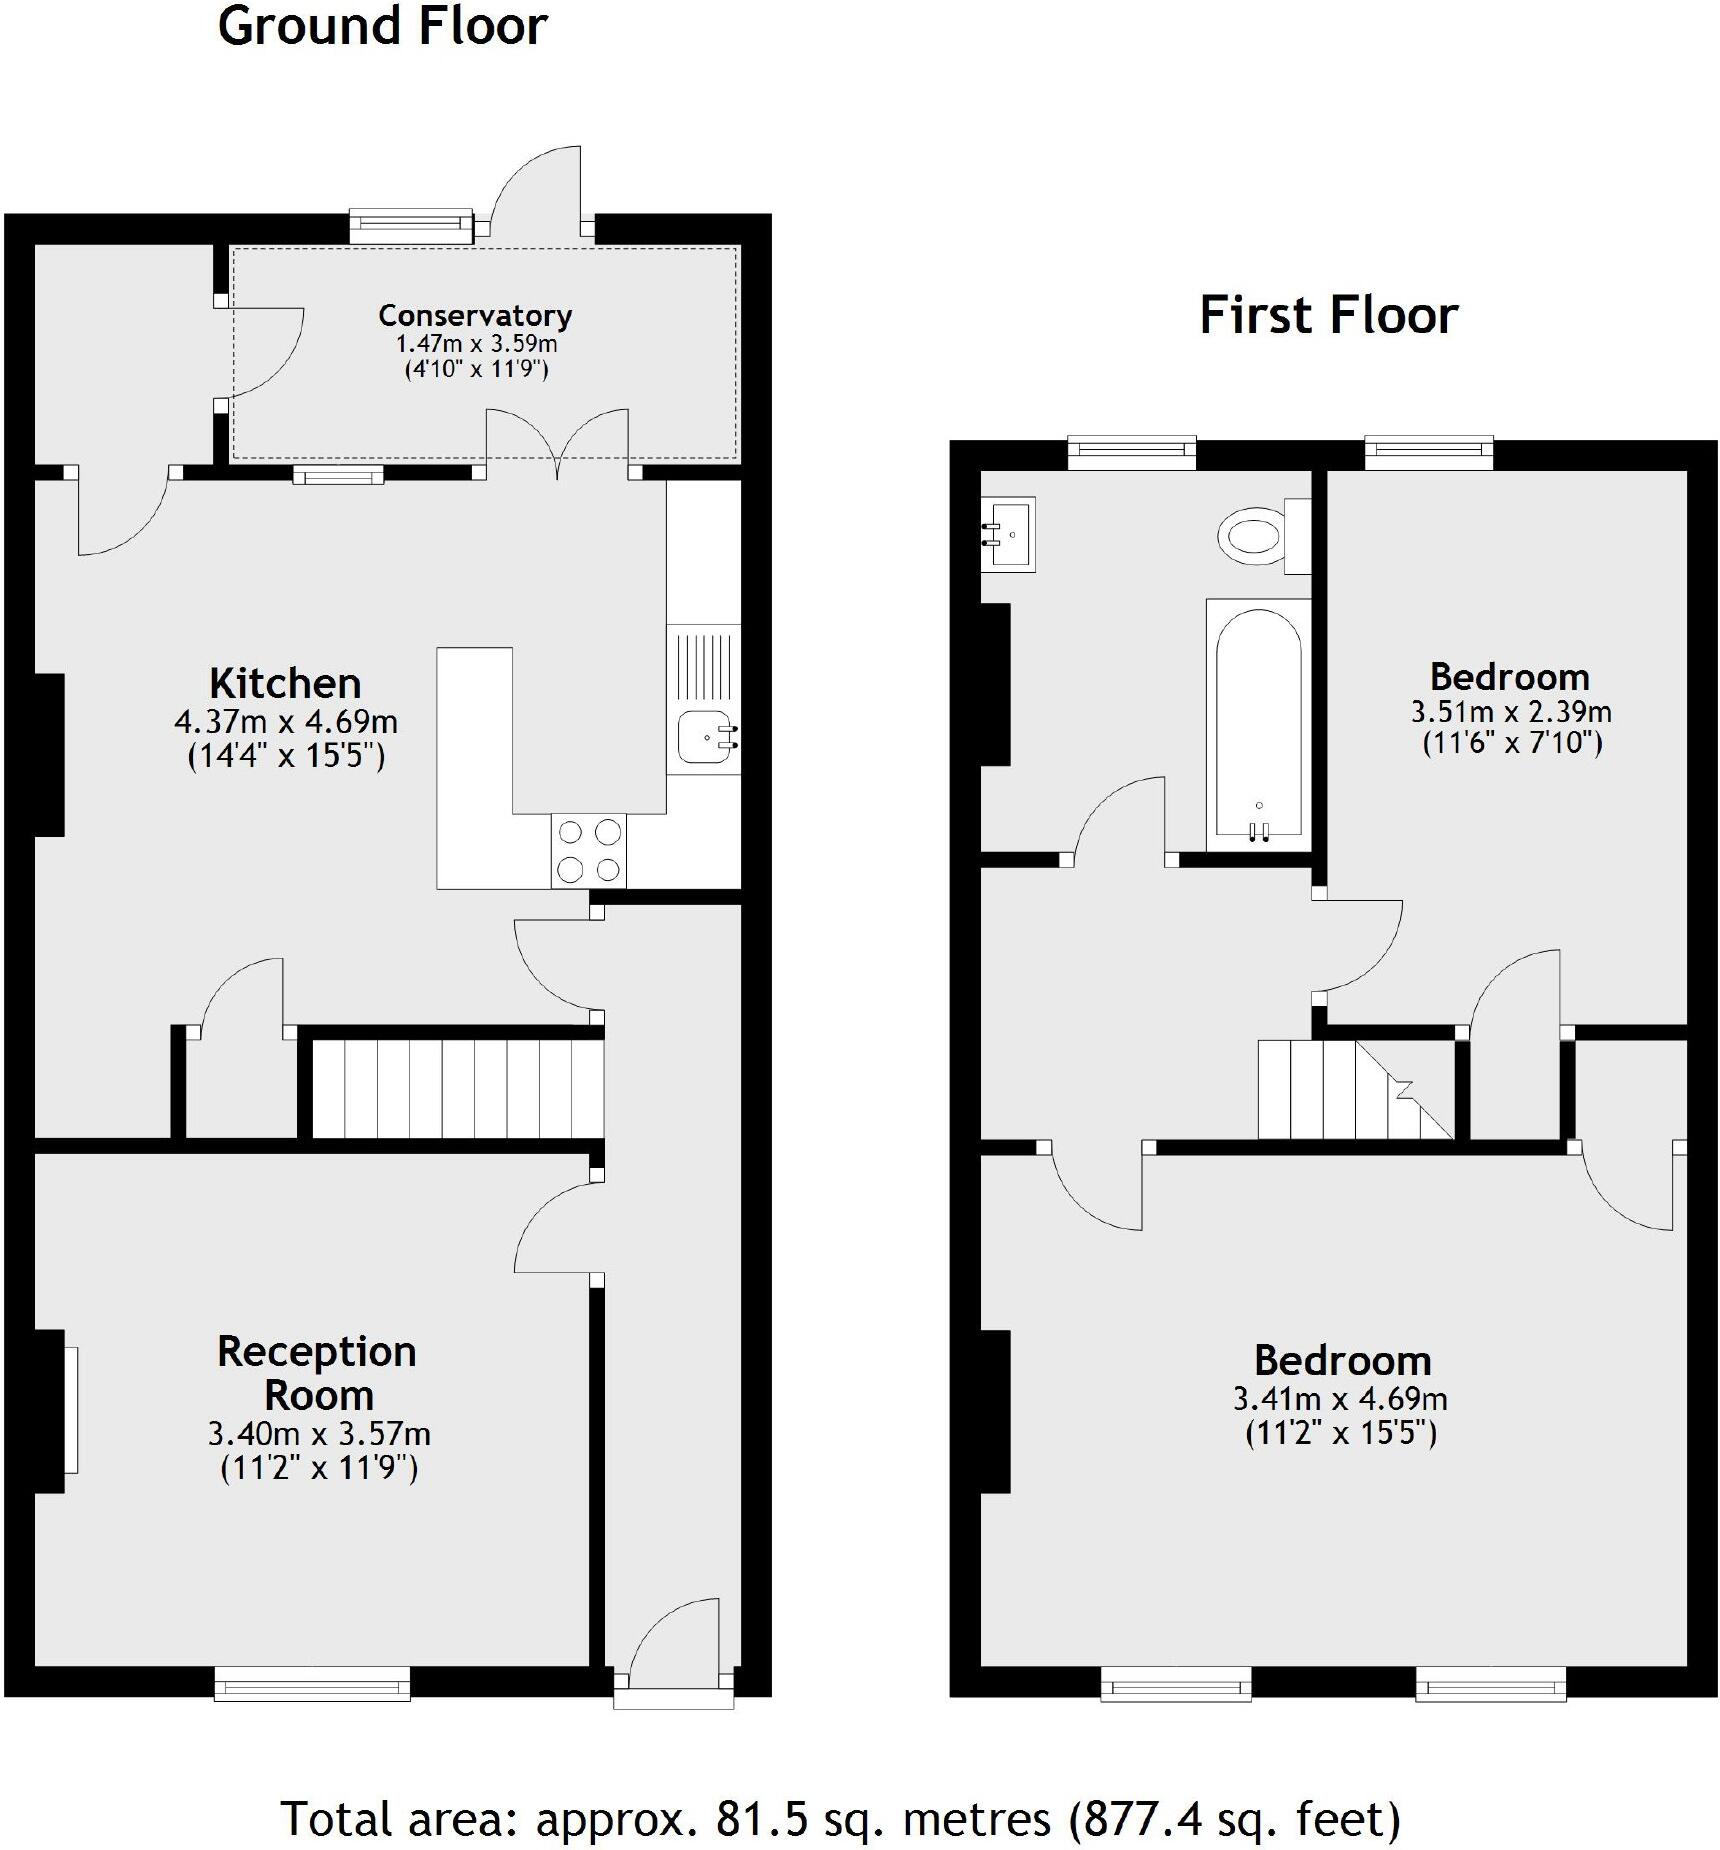 Ground Floor
Conservatory
1.47m x 3.59m
(4'10" x 11'9")
Kitchen
4.37m x 4.69m
(14'4" x 15'5")
Reception
Room
3.40m x 3.57m
(11'2" x 11'9")
First Floor
Bedroom
3.51m x 2.39m
(11'6" x 7'10")
Bedroom
3.41m x 4.69m
(11'2" x 15'5")
Total area: approx. 81.5 sq. metres (877.4 sq. feet)